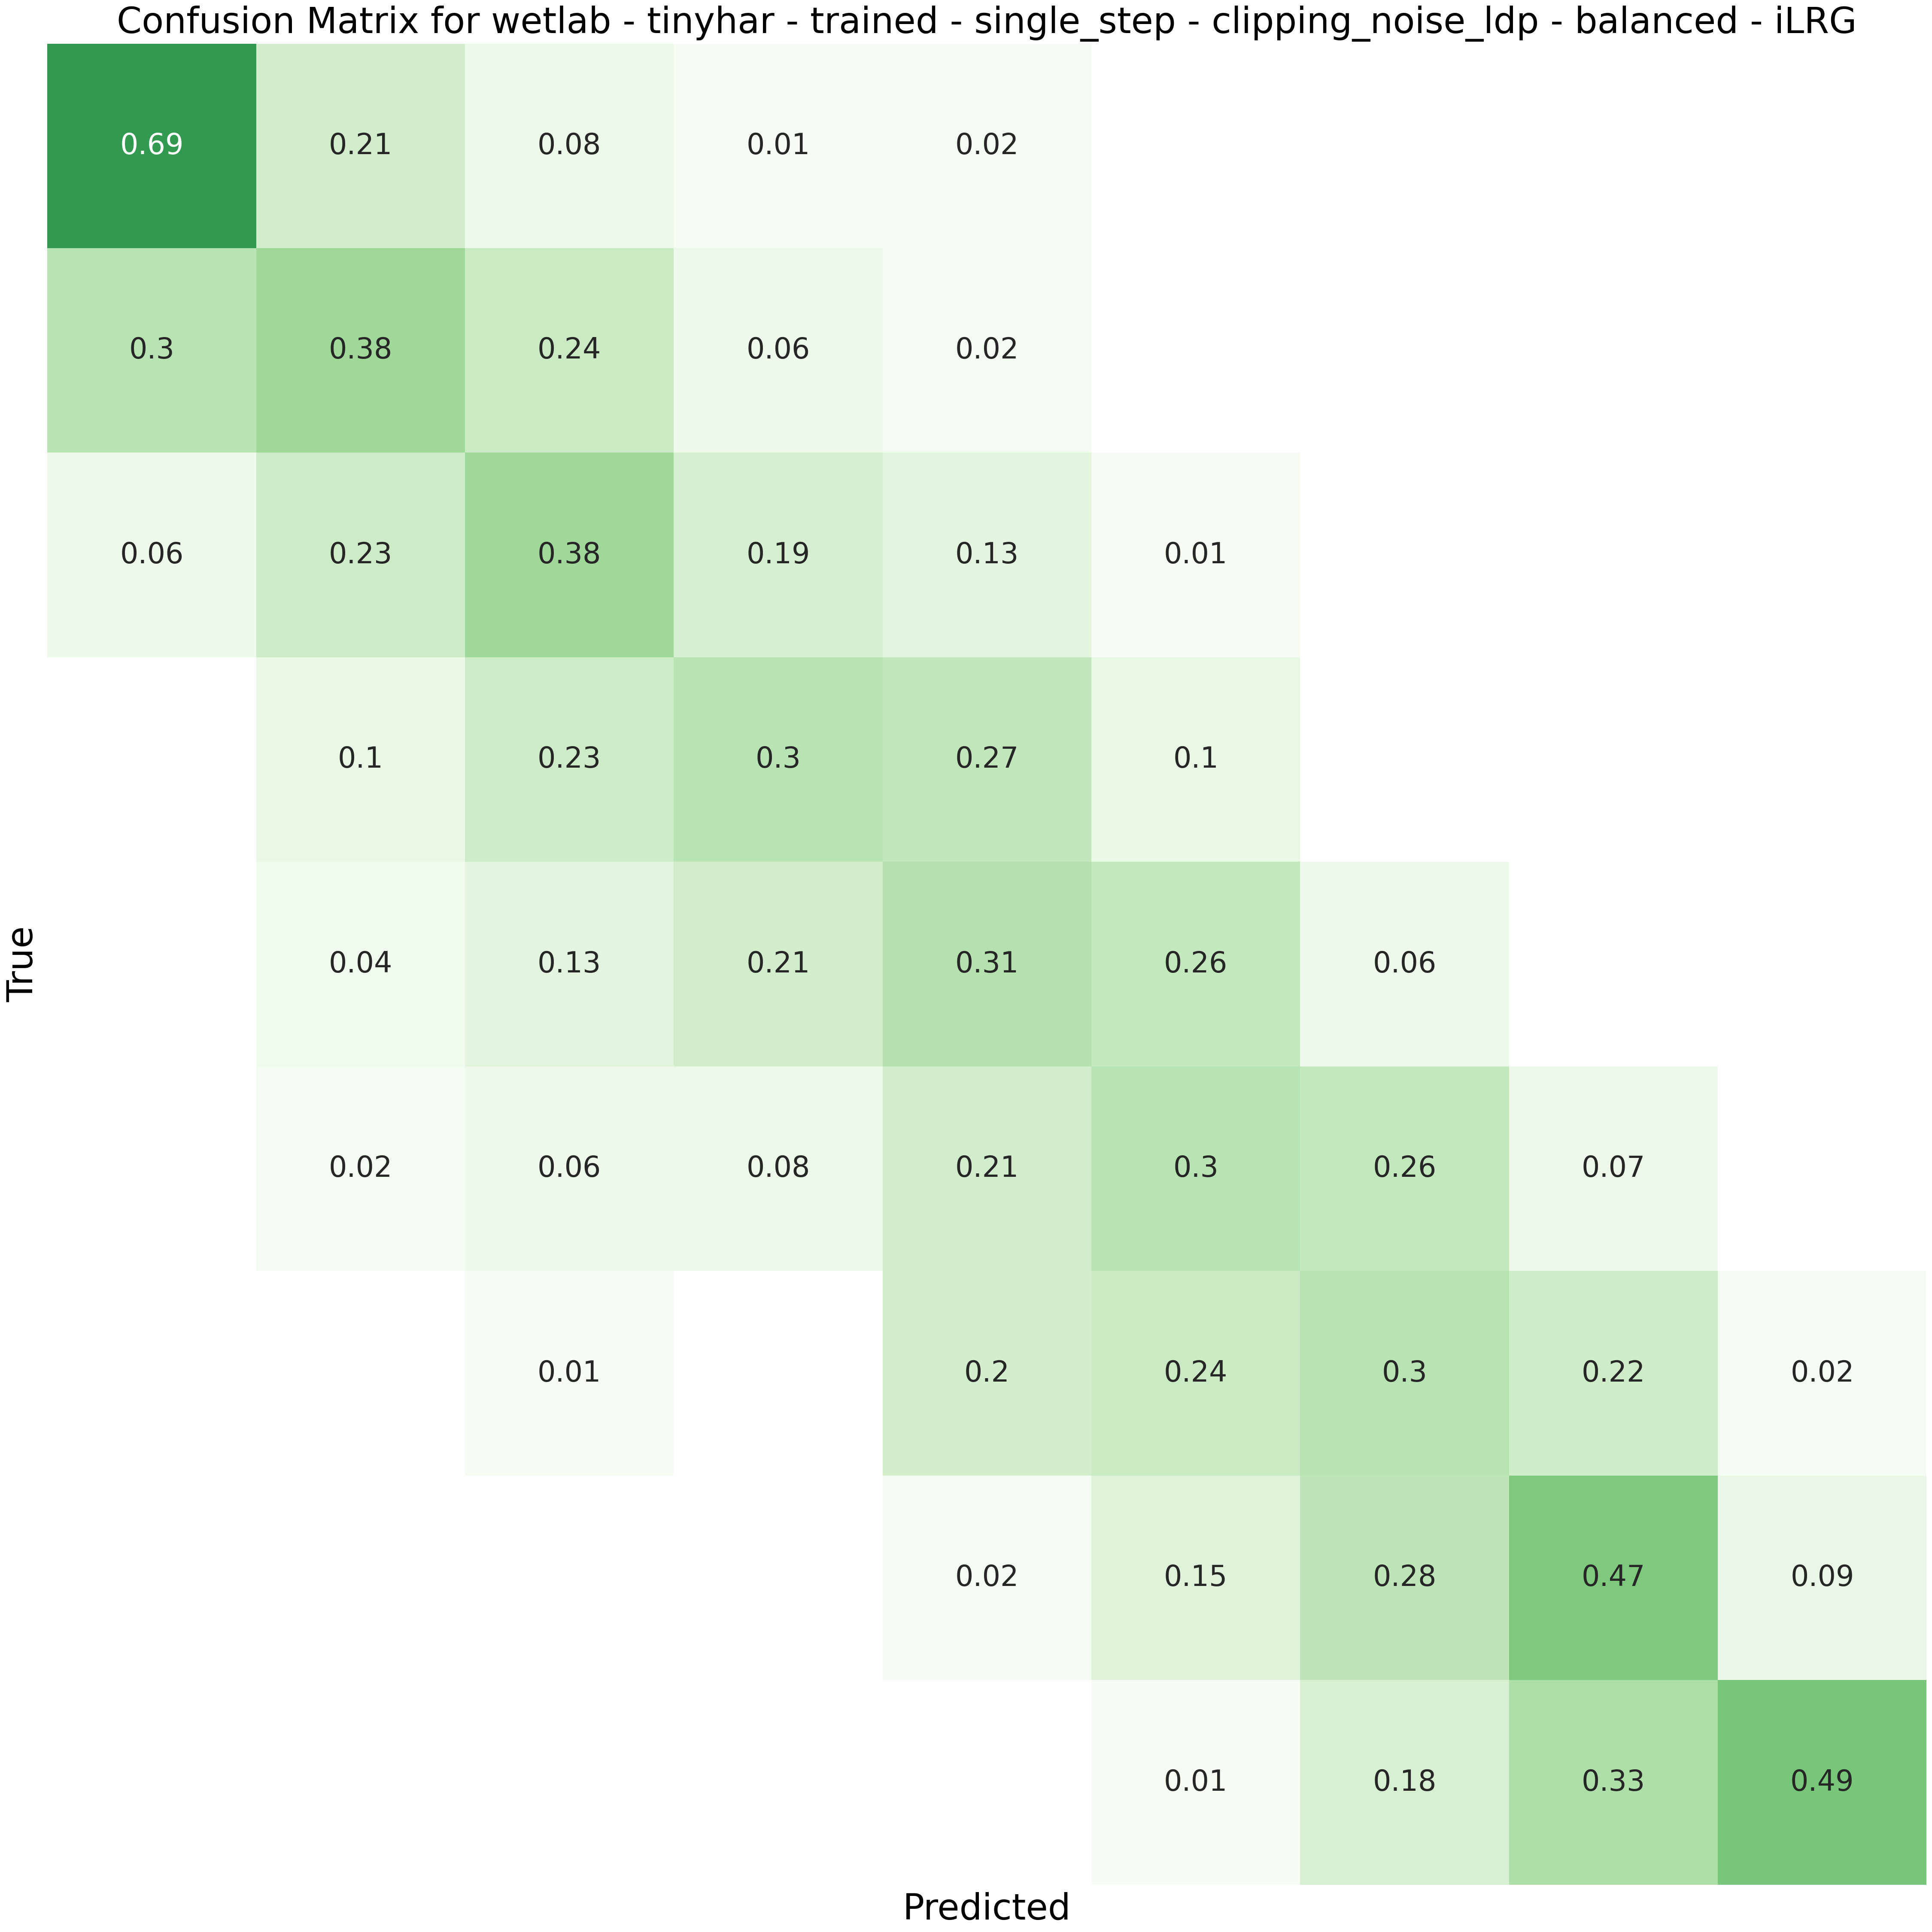 Confusion Matrix for wetlab - tinyhar - trained - single_step - clipping_noise_ldp - balanced - iLRG
0.69 0.21 0.08 0.01 0.02
0.3 0.38 0.24 0.06 0.02
0.06 0.23 0.38 0.19 0.13 0.01
0.1 0.23 0.3 0.27 0.1
0.04 0.13 0.21 0.31 0.26 0.06
0.02 0.06 0.08 0.21 0.3 0.26 0.07
0.01 0.2 0.24 0.3 0.22 0.02
0.02 0.15 0.28 0.47 0.09
0.01 0.18 0.33 0.49
True
Predicted